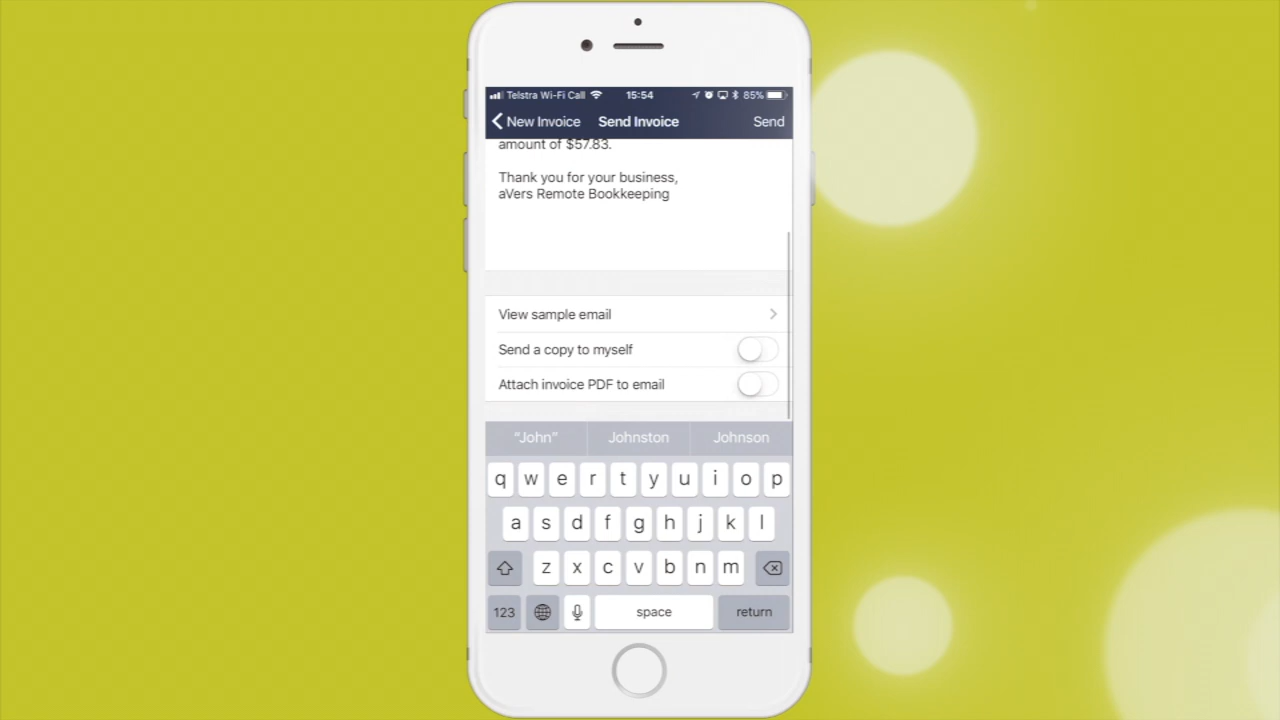 Telstra Wi-Fi Call 15:54 85%
New Invoice Send Invoice Send
amount of $57.83.
Thank you for your business,
aVers Remote Bookkeeping
View sample email
Send a copy to myself
Attach invoice PDF to email
“John” Johnston Johnson
q w e r t y u i o p
a s d f g h j k l
z x c v b n m
123 space return